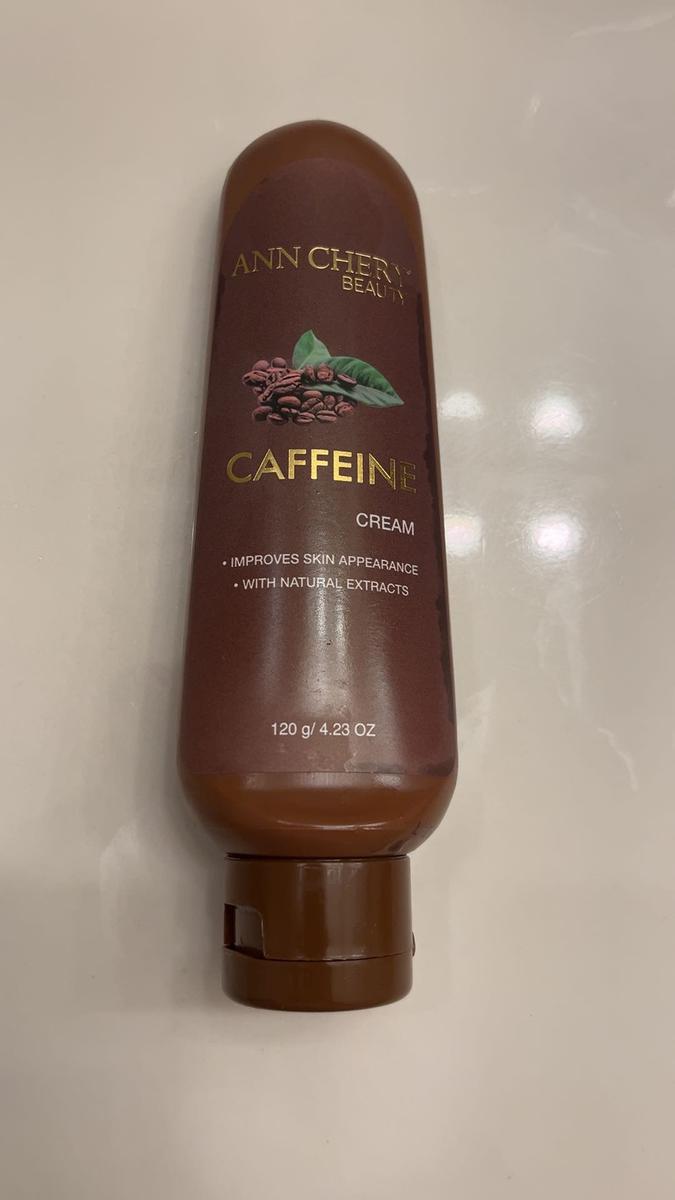 ANN CHERY
BEAUTY
CAFFEINE
CREAM
• IMPROVES SKIN APPEARANCE
• WITH NATURAL EXTRACTS
120 g/ 4.23 OZ